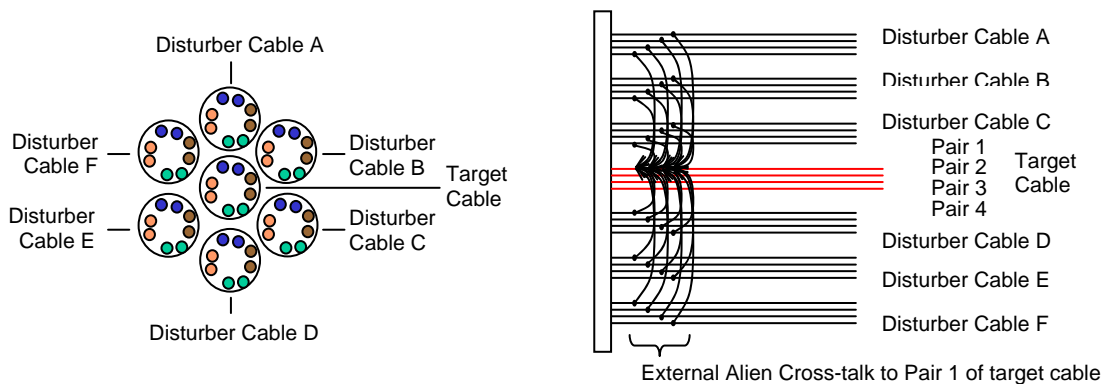 Disturber Cable A
Disturber
Cable F
Disturber
Cable B
Target
Cable
Disturber
Cable E
Disturber
Cable C
Disturber Cable D
Disturber Cable A
Disturber Cable B
Disturber Cable C
Pair 1
Pair 2
Pair 3
Pair 4
Target
Cable
Disturber Cable D
Disturber Cable E
Disturber Cable F
External Alien Cross-talk to Pair 1 of target cable